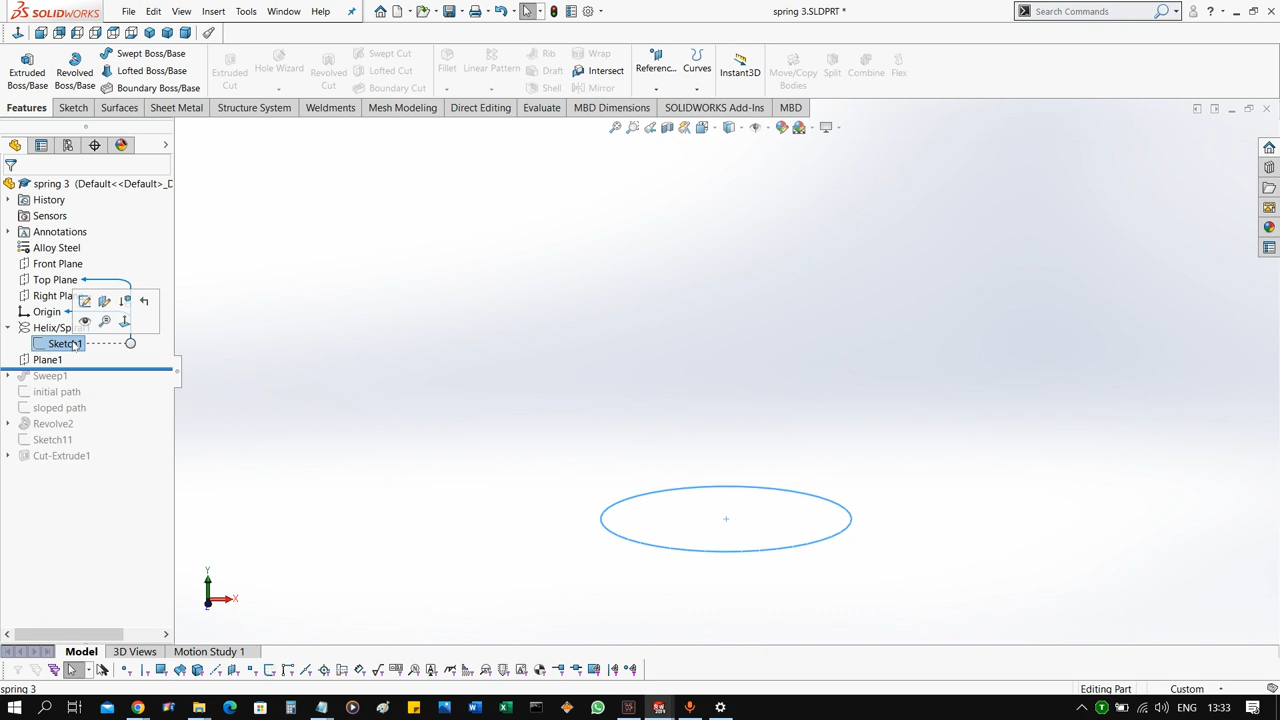 SOLIDWORKS File Edit View Insert Tools Window spring 3.SLDPRT * Search Commands
Extruded Boss/Base
Revolved Boss/Base
Swept Boss/Base
Lofted Boss/Base
Boundary Boss/Base
Extruded Cut
Hole Wizard
Revolved Cut
Swept Cut
Lofted Cut
Boundary Cut
Fillet
Linear Pattern
Rib
Draft
Shell
Wrap
Intersect
Mirror
Referenc...
Curves
Instant3D
Move/Copy Bodies
Split
Combine
Flex
Features Sketch Surfaces Sheet Metal Structure System Weldments Mesh Modeling Direct Editing Evaluate MBD Dimensions SOLIDWORKS Add-Ins MBD
spring 3 (Default<<Default>_D
History
Sensors
Annotations
Alloy Steel
Front Plane
Top Plane
Right Pla
Origin
Helix/Spiral1
Sketch1
Plane1
Sweep1
initial path
sloped path
Revolve2
Sketch11
Cut-Extrude1
Y
X
Z
Model 3D Views Motion Study 1
spring 3 Editing Part Custom
ENG 13:33